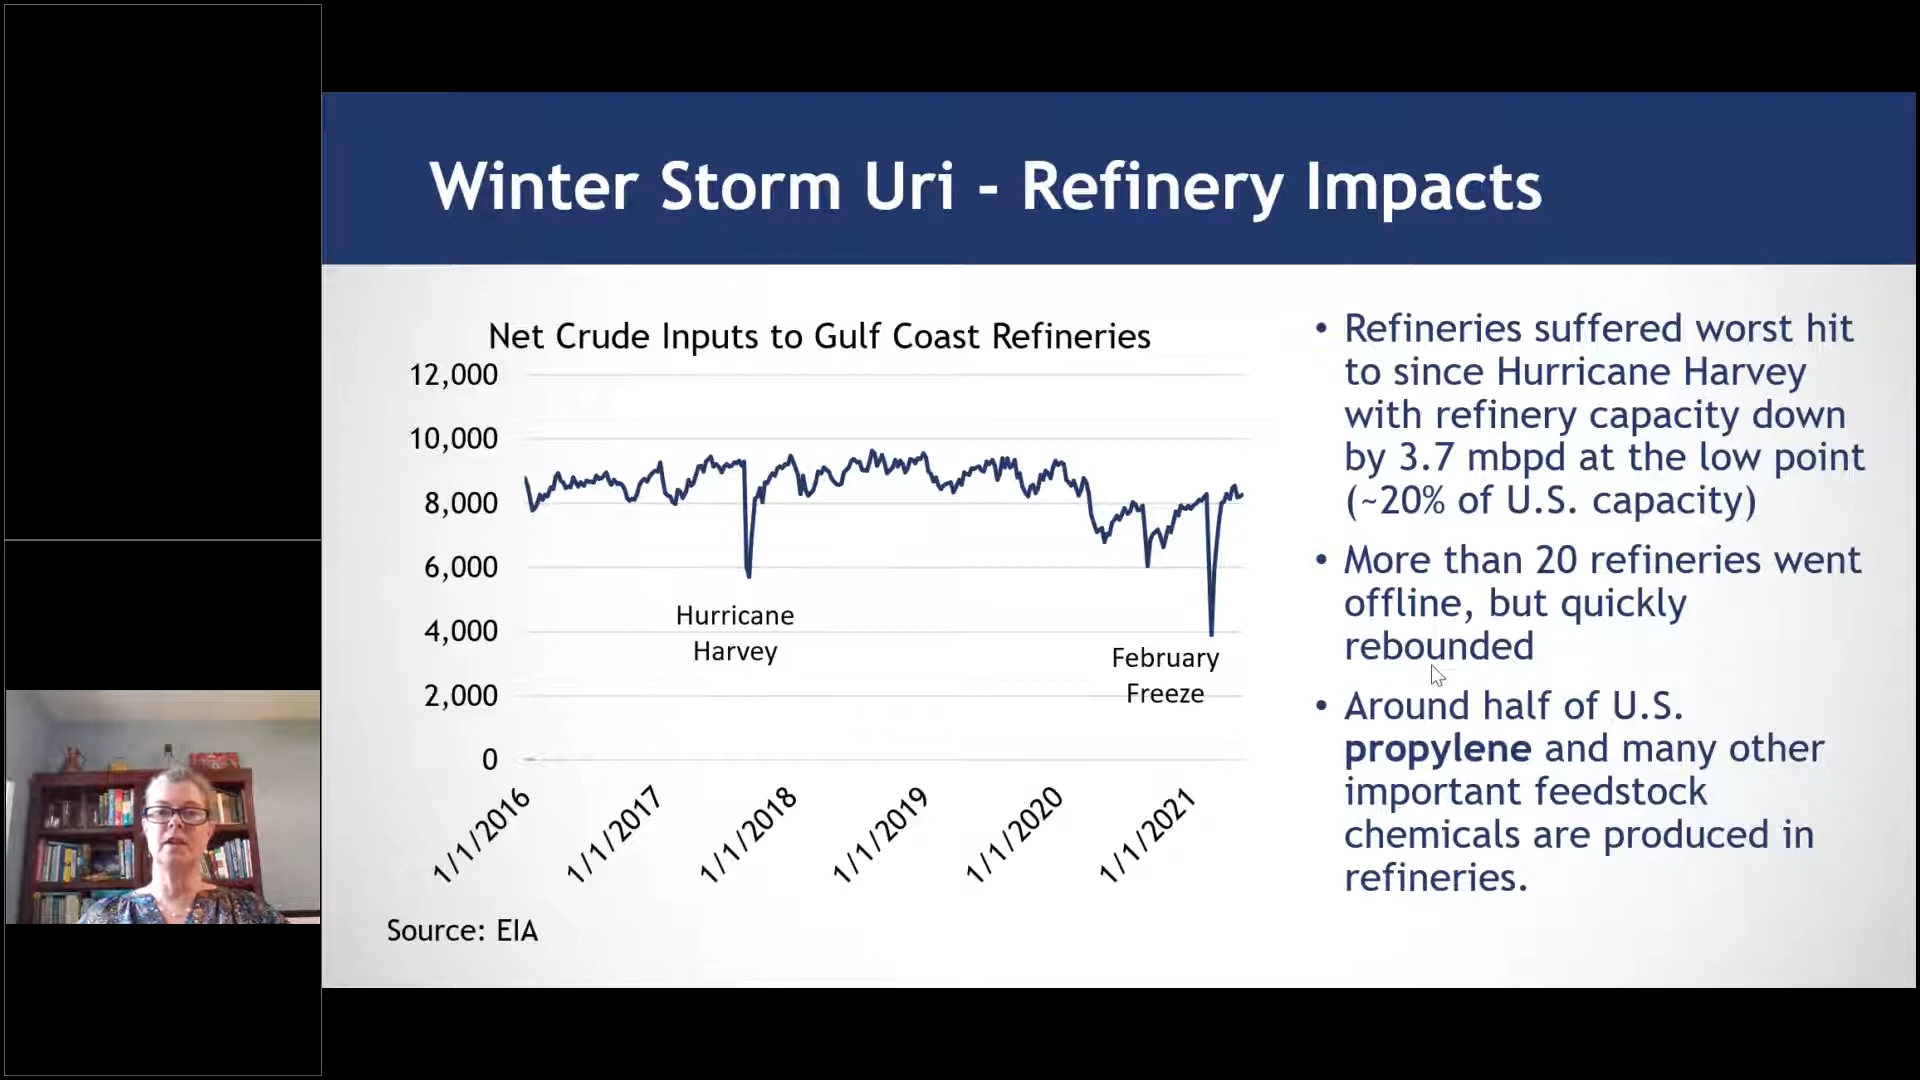 Winter Storm Uri - Refinery Impacts
Net Crude Inputs to Gulf Coast Refineries
12,000
10,000
8,000
6,000
4,000
2,000
0
Hurricane
Harvey
February
Freeze
1/1/2016
1/1/2017
1/1/2018
1/1/2019
1/1/2020
1/1/2021
Source: EIA
• Refineries suffered worst hit
to since Hurricane Harvey
with refinery capacity down
by 3.7 mbpd at the low point
(~20% of U.S. capacity)
• More than 20 refineries went
offline, but quickly
rebounded
• Around half of U.S.
propylene and many other
important feedstock
chemicals are produced in
refineries.